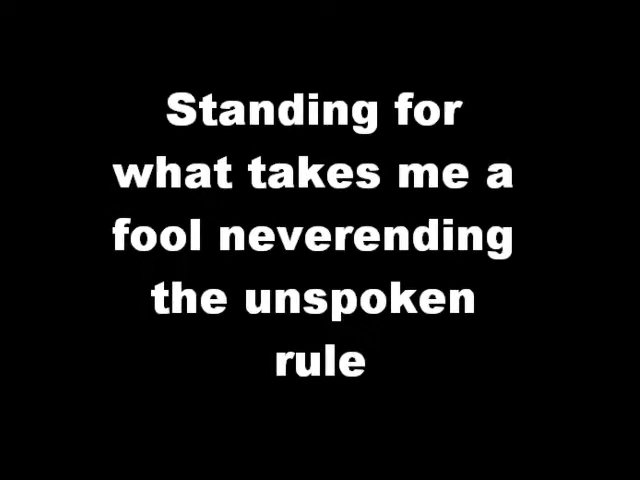 Standing for
what takes me a
fool neverending
the unspoken
rule